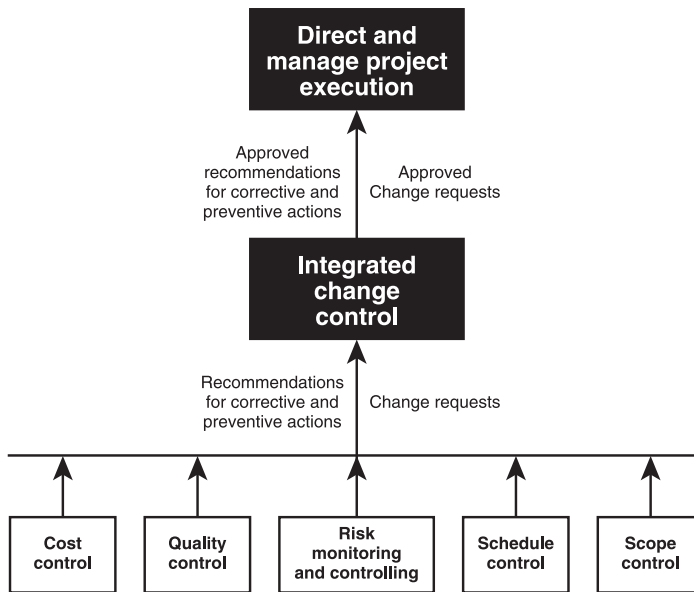 Direct and
manage project
execution
Approved
recommendations
for corrective and
preventive actions
Approved
Change requests
Integrated
change
control
Recommendations
for corrective and
preventive actions
Change requests
Cost
control
Quality
control
Risk
monitoring
and controlling
Schedule
control
Scope
control